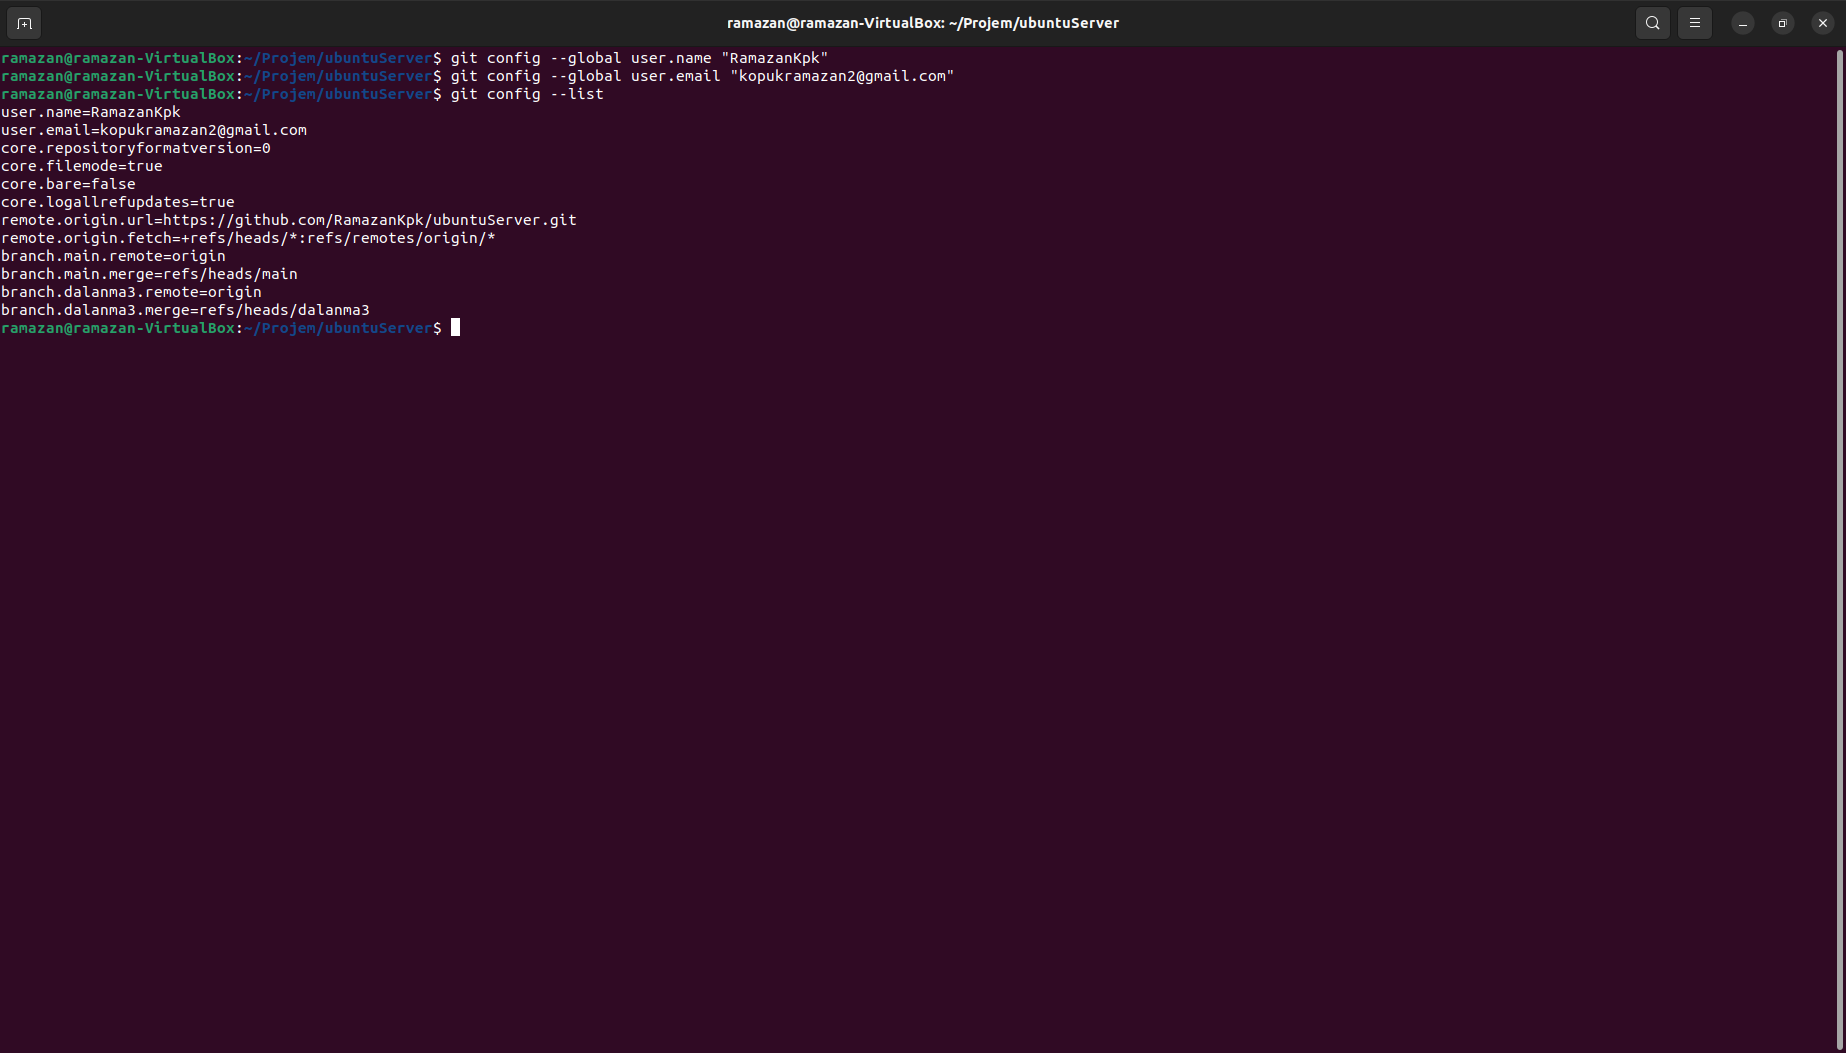 ramazan@ramazan-VirtualBox: ~/Projem/ubuntuServer
ramazan@ramazan-VirtualBox:~/Projem/ubuntuServer$ git config --global user.name "RamazanKpk"
ramazan@ramazan-VirtualBox:~/Projem/ubuntuServer$ git config --global user.email "kopukramazan2@gmail.com"
ramazan@ramazan-VirtualBox:~/Projem/ubuntuServer$ git config --list
user.name=RamazanKpk
user.email=kopukramazan2@gmail.com
core.repositoryformatversion=0
core.filemode=true
core.bare=false
core.logallrefupdates=true
remote.origin.url=https://github.com/RamazanKpk/ubuntuServer.git
remote.origin.fetch=+refs/heads/*:refs/remotes/origin/*
branch.main.remote=origin
branch.main.merge=refs/heads/main
branch.dalanma3.remote=origin
branch.dalanma3.merge=refs/heads/dalanma3
ramazan@ramazan-VirtualBox:~/Projem/ubuntuServer$